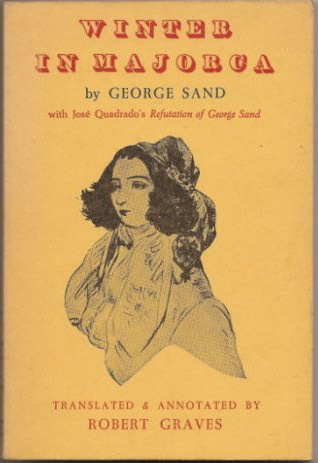 WINTER
IN MAJORCA
by GEORGE SAND
with José Quadrado's Refutation of George Sand
TRANSLATED & ANNOTATED BY
ROBERT GRAVES